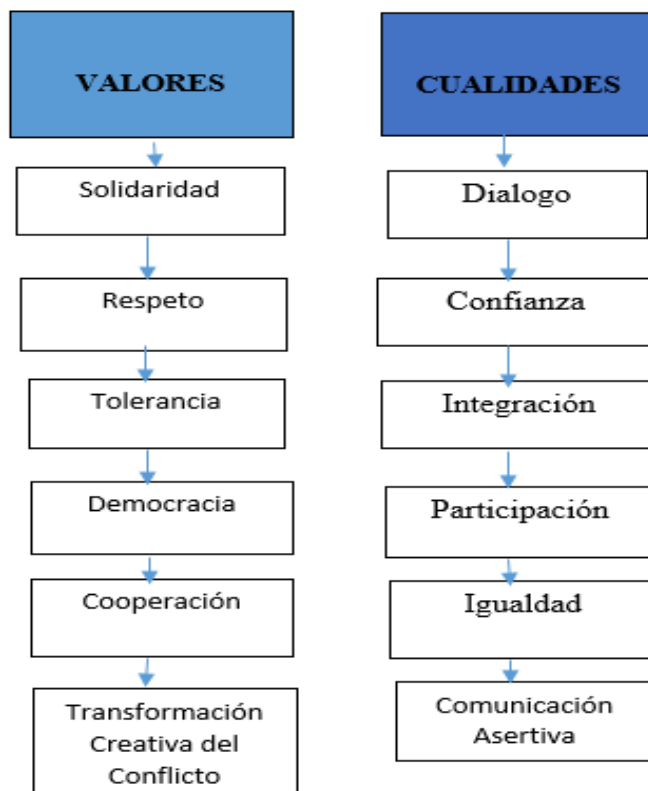 VALORES
Solidaridad
Respeto
Tolerancia
Democracia
Cooperación
Transformación
Creativa del
Conflicto
CUALIDADES
Dialogo
Confianza
Integración
Participación
Igualdad
Comunicación
Asertiva